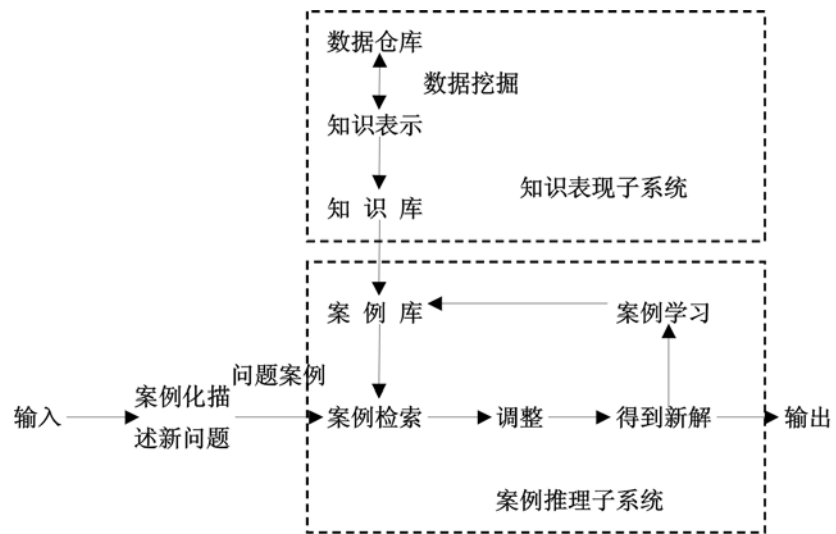 数据仓库
数据挖掘
知识表示
知识表现子系统
知 识 库
案 例 库
案例学习
问题案例
输入
案例化描
述新问题
案例检索
调整
得到新解
输出
案例推理子系统